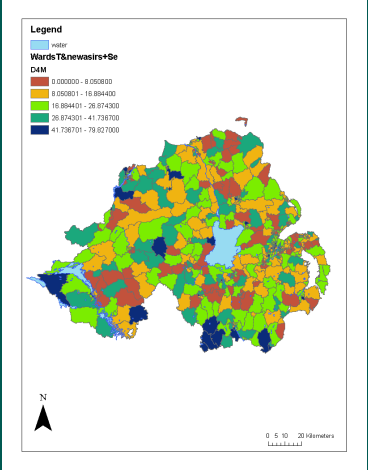 Legend
water
WardsT&newasirs+Se
D4M
0.000000 - 8.050800
8.050801 - 16.884400
16.884401 - 26.874300
26.874301 - 41.736700
41.736701 - 79.827000
N
0 5 10 20 Kilometers